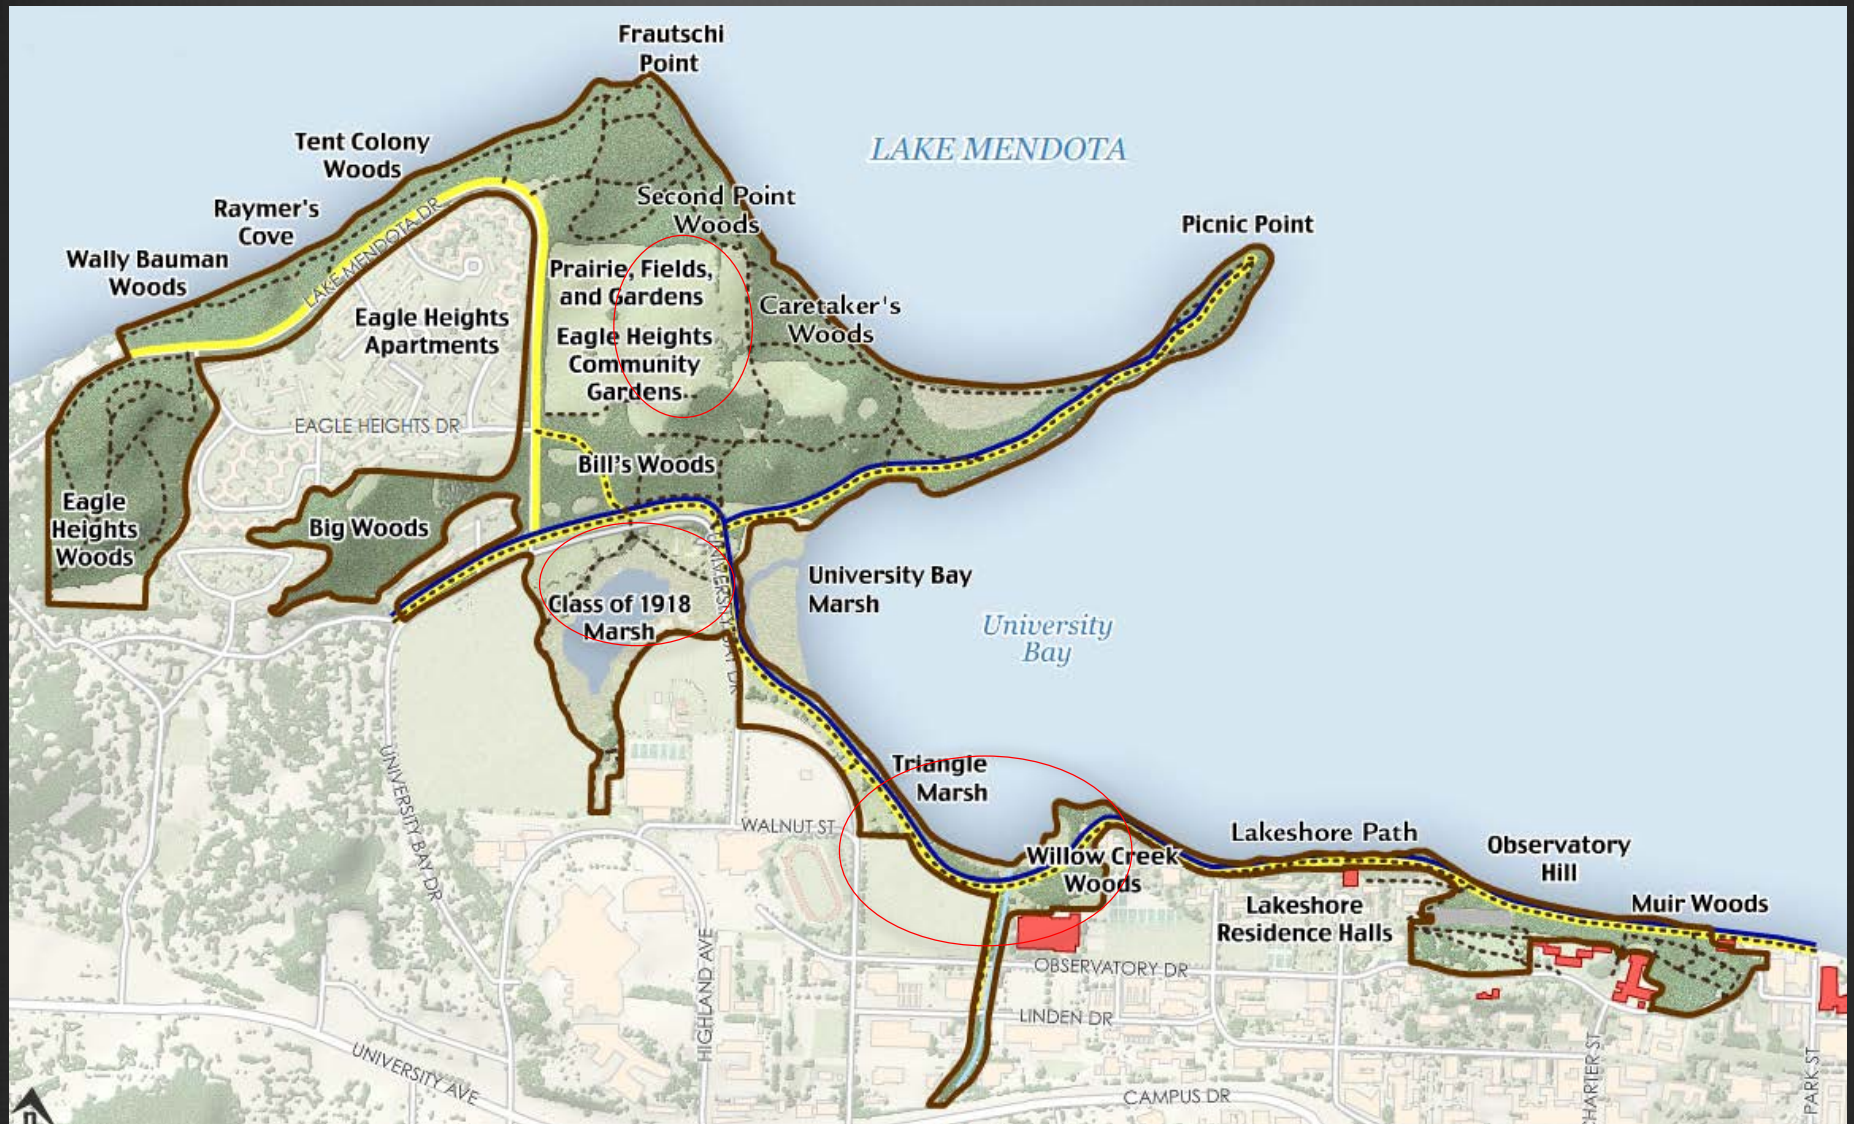 Frautschi
Point
Tent Colony
Woods
LAKE MENDOTA
Second Point
Woods
Raymer's
Cove
Picnic Point
LAKE MENDOTA DR
Wally Bauman
Woods
Prairie, Fields,
and Gardens
Caretaker's
Woods
Eagle Heights
Apartments
Eagle Heights
Community
Gardens
EAGLE HEIGHTS DR
Bill's Woods
Eagle
Heights
Woods
Big Woods
UNIVERSITY BAY DR
University Bay
Marsh
Class of 1918
Marsh
University
Bay
UNIVERSITY BAY DR
Triangle
Marsh
WALNUT ST
Lakeshore Path
Observatory
Hill
Willow Creek
Woods
Muir Woods
Lakeshore
Residence Halls
HIGHLAND AVE
OBSERVATORY DR
LINDEN DR
UNIVERSITY AVE
CHARTER ST
PARK ST
CAMPUS DR
n